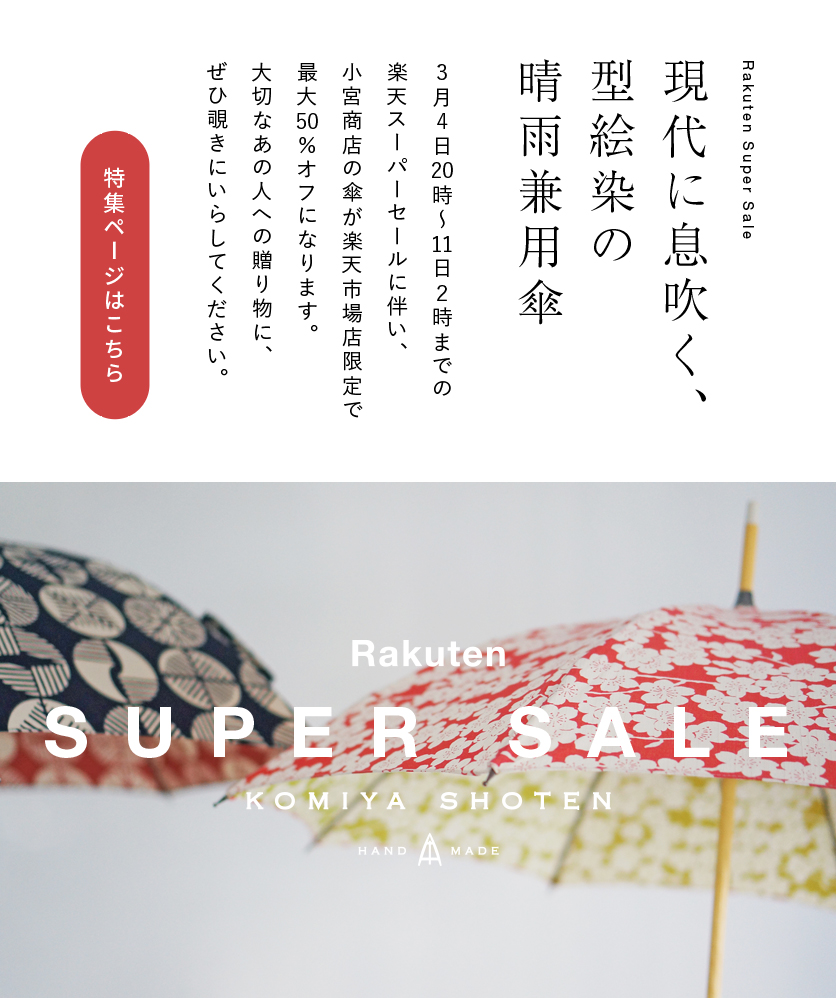 Rakuten Super Sale
現代に息吹く、
型絵染の
晴雨兼用傘
3月4日20時〜11日2時までの
楽天スーパーセールに伴い、
小宮商店の傘が楽天市場店限定で
最大50%オフになります。
大切なあの人への贈り物に、
ぜひ覗きにいらしてください。
特集ページはこちら
Rakuten
SUPER SALE
KOMIYA SHOTEN
HAND MADE